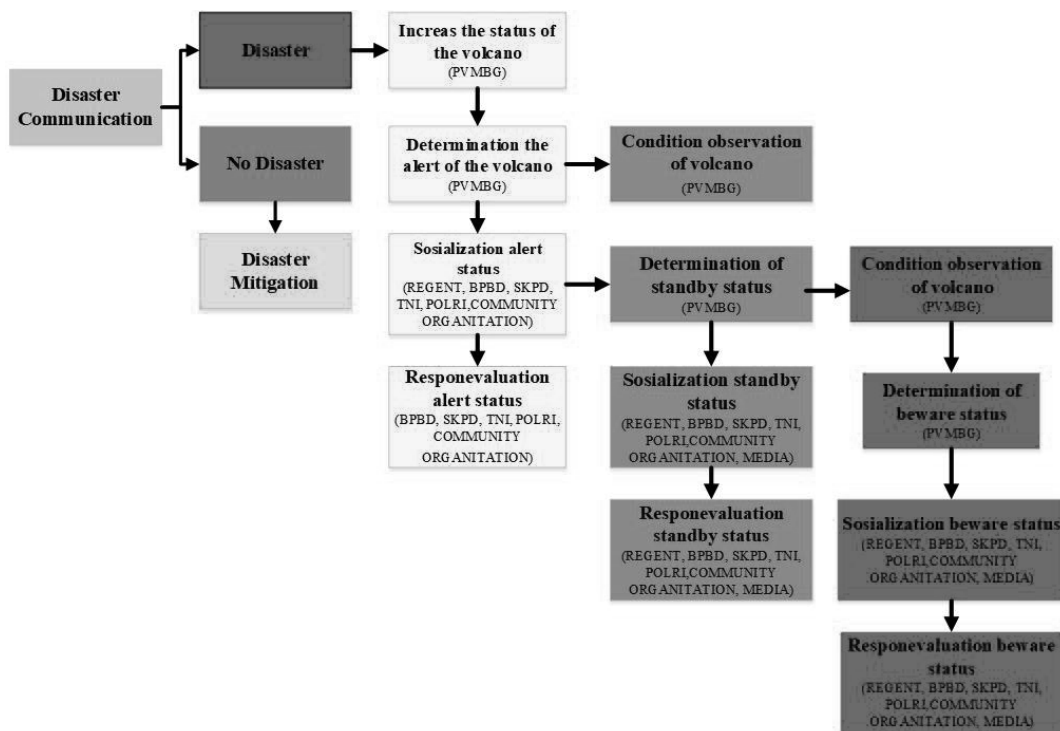 Disaster
Communication
Disaster
No Disaster
Disaster
Mitigation
Increas the status of
the volcano
(PVMBG)
Determination the
alert of the volcano
(PVMBG)
Sosialization alert
status
(REGENT, BPBD, SKPD,
TNI, POLRI,COMMUNITY
ORGANITATION)
Responevaluation
alert status
(BPBD, SKPD, TNI, POLRI,
COMMUNITY
ORGANITATION)
Condition observation
of volcano
(PVMBG)
Determination of
standby status
(PVMBG)
Sosialization standby
status
(REGENT, BPBD, SKPD, TNI,
POLRI,COMMUNITY
ORGANITATION, MEDIA)
Responevaluation
standby status
(REGENT, BPBD, SKPD, TNI,
POLRI,COMMUNITY
ORGANITATION, MEDIA)
Condition observation
of volcano
(PVMBG)
Determination of
beware status
(PVMBG)
Sosialization beware status
(REGENT, BPBD, SKPD, TNI,
POLRI,COMMUNITY
ORGANITATION, MEDIA)
Responevaluation beware
status
(REGENT, BPBD, SKPD, TNI,
POLRI,COMMUNITY
ORGANITATION, MEDIA)